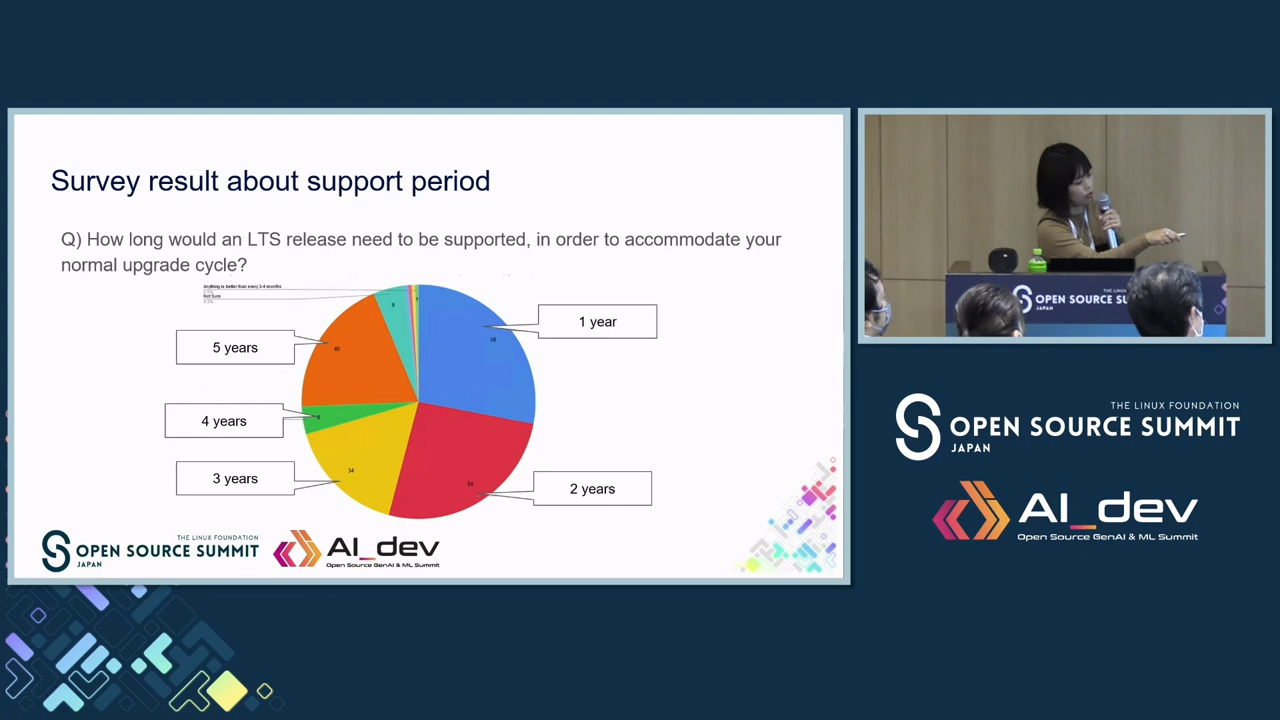 Survey result about support period
Q) How long would an LTS release need to be supported, in order to accommodate your
normal upgrade cycle?
Anything is better than every 3-4 months
Not Sure
1 year
5 years
4 years
3 years
2 years
34
54
THE LINUX FOUNDATION
OPEN SOURCE SUMMIT
JAPAN
AI_dev
Open Source GenAI & ML Summit
OPEN SOURCE SU
JAPAN
THE LINUX FOUNDATION
OPEN SOURCE SUMMIT
JAPAN
AI_dev
Open Source GenAI & ML Summit